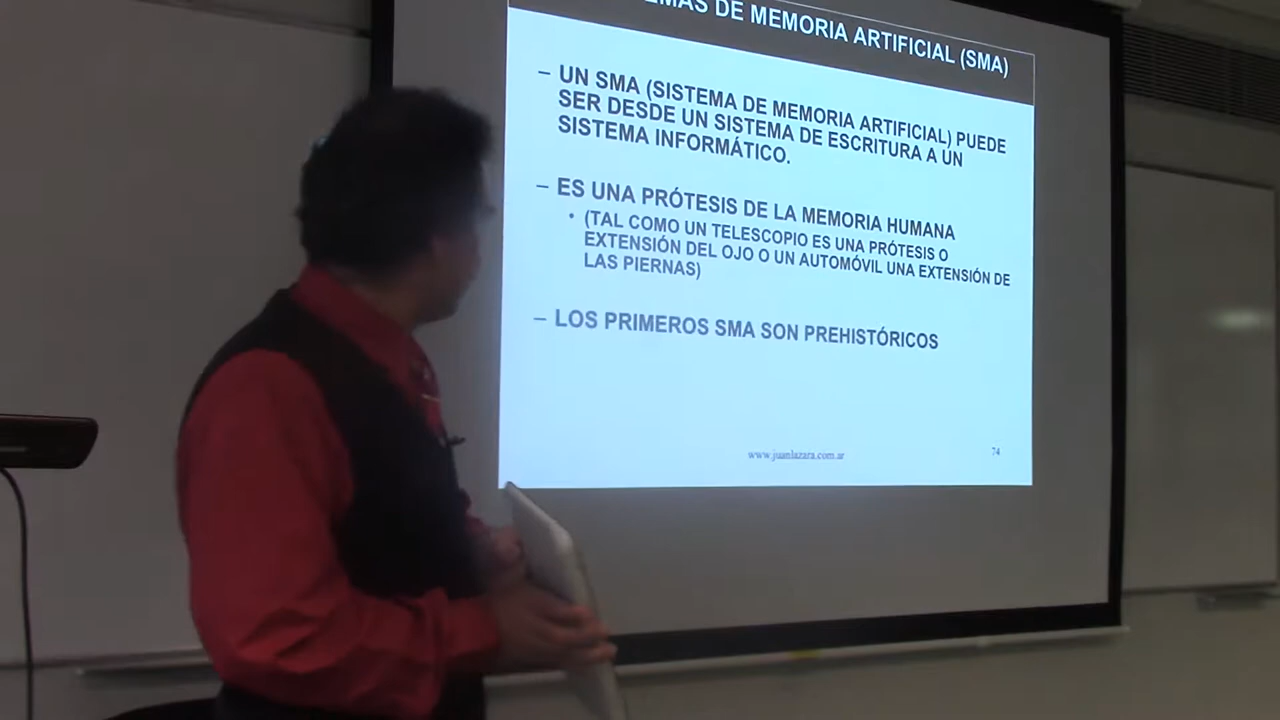 DE MEMORIA ARTIFICIAL (SMA)
– UN SMA (SISTEMA DE MEMORIA ARTIFICIAL) PUEDE
SER DESDE UN SISTEMA DE ESCRITURA A UN
SISTEMA INFORMÁTICO.
– ES UNA PRÓTESIS DE LA MEMORIA HUMANA
• (TAL COMO UN TELESCOPIO ES UNA PRÓTESIS O
EXTENSIÓN DEL OJO O UN AUTOMÓVIL UNA EXTENSIÓN DE
LAS PIERNAS)
– LOS PRIMEROS SMA SON PREHISTÓRICOS
www.juanlazara.com.ar
74